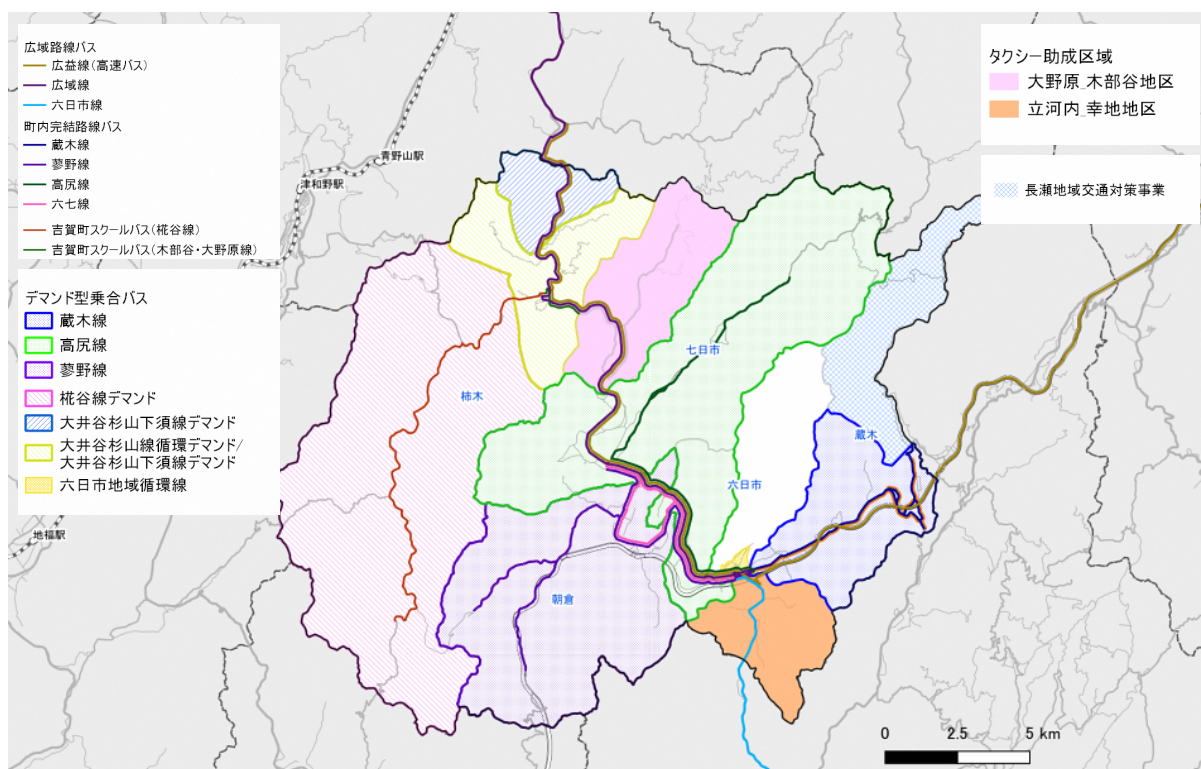 広域路線バス
広益線(高速バス)
広域線
六日市線
町内完結路線バス
蔵木線
蓼野線
高尻線
六七線
吉賀町スクールバス(椛谷線)
吉賀町スクールバス(木部谷・大野原線)
デマンド型乗合バス
蔵木線
高尻線
蓼野線
椛谷線デマンド
大井谷杉山下須線デマンド
大井谷杉山線循環デマンド/
大井谷杉山下須線デマンド
六日市地域循環線
タクシー助成区域
大野原_木部谷地区
立河内_幸地地区
長瀬地域交通対策事業
青野山駅
津和野駅
地福駅
七日市
柿木
蔵木
六日市
朝倉
0 2.5 5 km